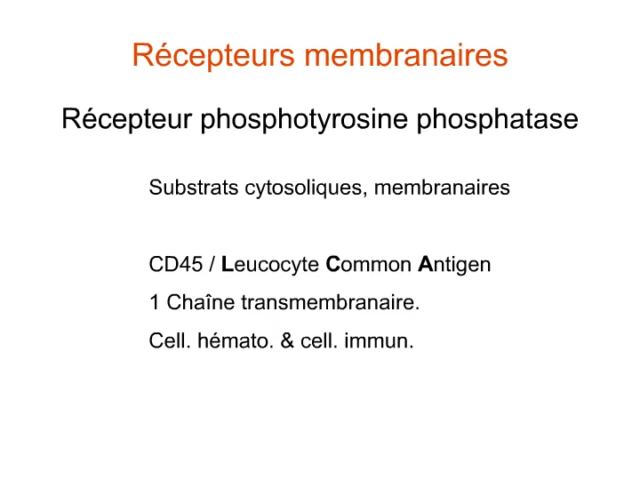 Récepteurs membranaires
Récepteur phosphotyrosine phosphatase
Substrats cytosoliques, membranaires
CD45 / Leucocyte Common Antigen
1 Chaîne transmembranaire.
Cell. hémato. & cell. immun.